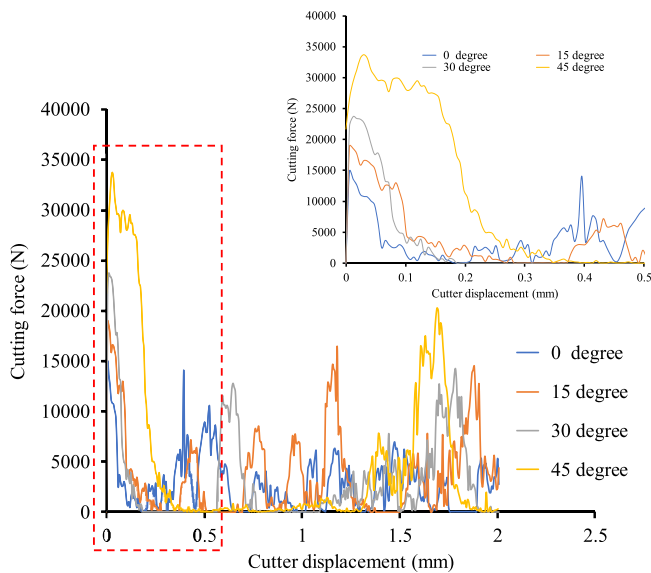 40000
35000
30000
25000
20000
15000
10000
5000
0
Cutting force (N)
0 degree
15 degree
30 degree
45 degree
0
0.1
0.2
0.3
0.4
0.5
Cutter displacement (mm)
40000
35000
30000
25000
20000
15000
10000
5000
0
Cutting force (N)
0 degree
15 degree
30 degree
45 degree
0
0.5
1
1.5
2
2.5
Cutter displacement (mm)